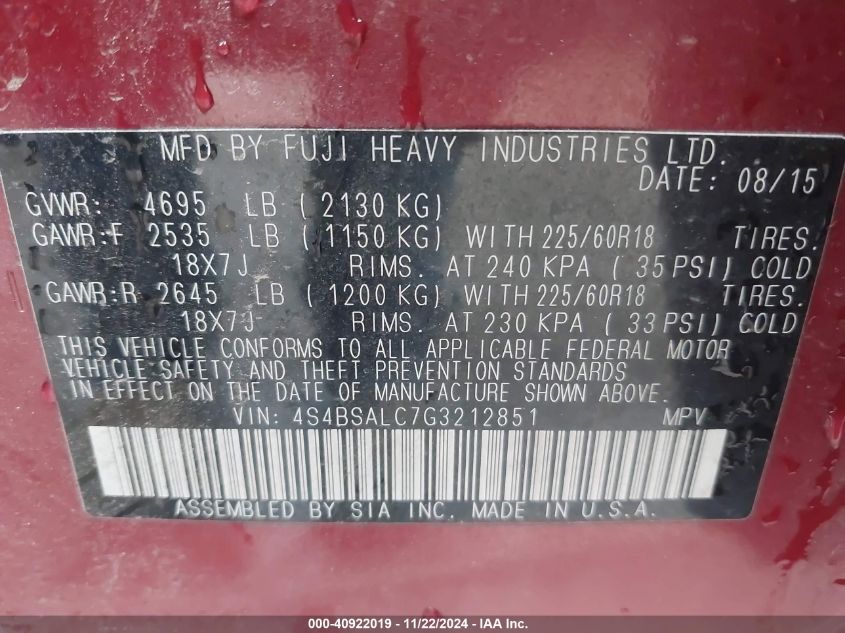 MFD BY FUJI HEAVY INDUSTRIES LTD.
DATE: 08/15
GVWR: 4695 LB ( 2130 KG)
GAWR:F 2535 LB ( 1150 KG) WITH 225/60R18 TIRES.
18X7J RIMS. AT 240 KPA ( 35 PSI) COLD
GAWR:R 2645 LB ( 1200 KG) WITH 225/60R18 TIRES.
18X7J RIMS. AT 230 KPA ( 33 PSI) COLD
THIS VEHICLE CONFORMS TO ALL APPLICABLE FEDERAL MOTOR
VEHICLE SAFETY AND THEFT PREVENTION STANDARDS
IN EFFECT ON THE DATE OF MANUFACTURE SHOWN ABOVE.
VIN: 4S4BSALC7G3212851 MPV
ASSEMBLED BY SIA INC. MADE IN U.S.A.
000-40922019 - 11/22/2024 - IAA Inc.